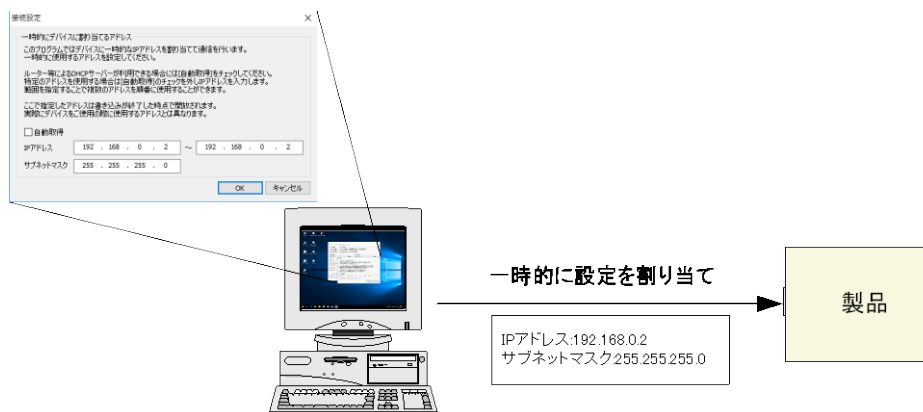 接続設定
一時的にデバイスに割り当てるアドレス
このプログラムではデバイスに一時的なIPアドレスを割り当てて通信を行います。
一時的に使用するアドレスを設定してください。
ルーター等によるDHCPサーバーが利用できる場合には[自動取得]をチェックしてください。
特定のアドレスを使用する場合は[自動取得]のチェックを外しIPアドレスを入力します。
範囲を指定することで複数のアドレスを順番に使用することができます。
ここで指定したアドレスは書き込みが終了した時点で開放されます。
実際にデバイスをご使用の際に使用するアドレスとは異なります。
自動取得
IPアドレス 192 . 168 . 0 . 2 ～ 192 . 168 . 0 . 2
サブネットマスク 255 . 255 . 255 . 0
OK キャンセル
一時的に設定を割り当て
製品
IPアドレス:192.168.0.2
サブネットマスク:255.255.255.0